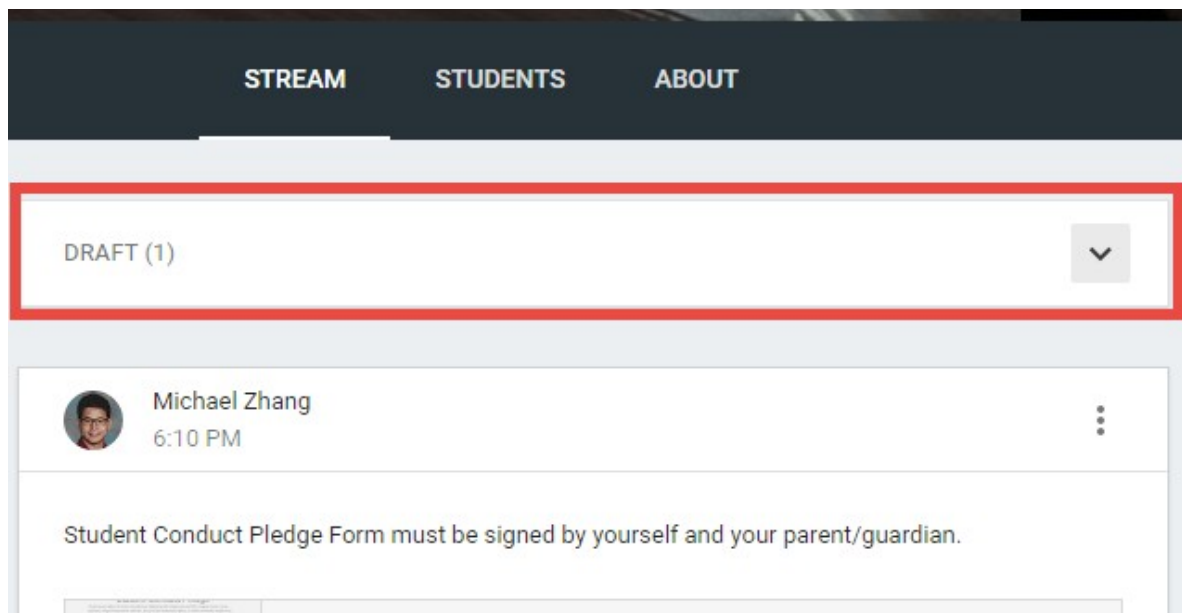 STREAM STUDENTS ABOUT
DRAFT (1)
Michael Zhang
6:10 PM
Student Conduct Pledge Form must be signed by yourself and your parent/guardian.